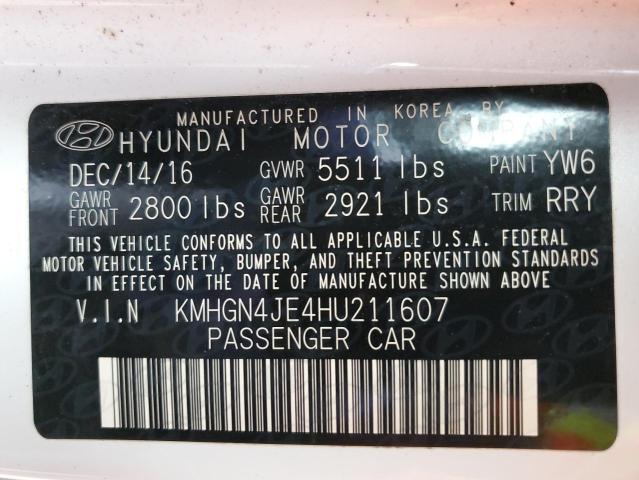 MANUFACTURED IN KOREA BY
HYUNDAI MOTOR COMPANY
DEC/14/16 GVWR 5511 lbs PAINT YW6
GAWR FRONT 2800 lbs GAWR REAR 2921 lbs TRIM RRY
THIS VEHICLE CONFORMS TO ALL APPLICABLE U.S.A. FEDERAL
MOTOR VEHICLE SAFETY, BUMPER, AND THEFT PREVENTION STANDARDS
IN EFFECT ON THE DATE OF MANUFACTURE SHOWN ABOVE
V.I.N KMHGN4JE4HU211607
PASSENGER CAR